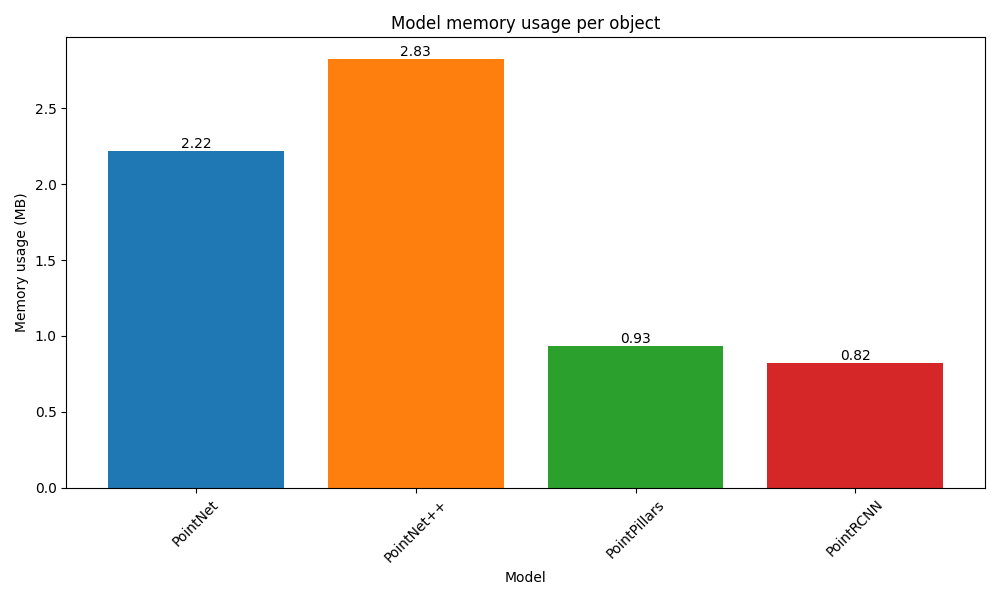 Model memory usage per object
2.83
2.22
0.93
0.82
Memory usage (MB)
2.5
2.0
1.5
1.0
0.5
0.0
PointNet
PointNet++
PointPillars
PointRCNN
Model